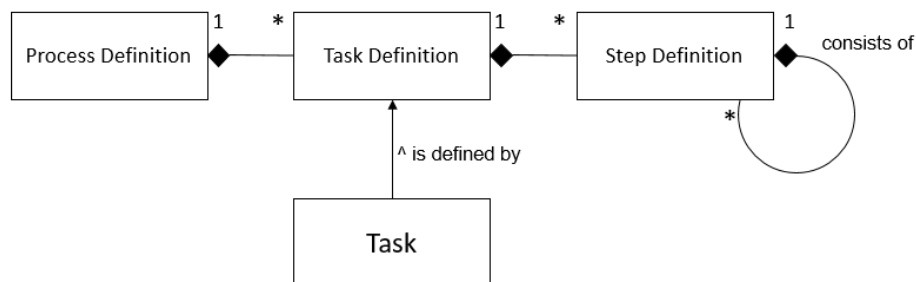 1 * 1 * 1
Process Definition Task Definition Step Definition consists of
*
^ is defined by
Task